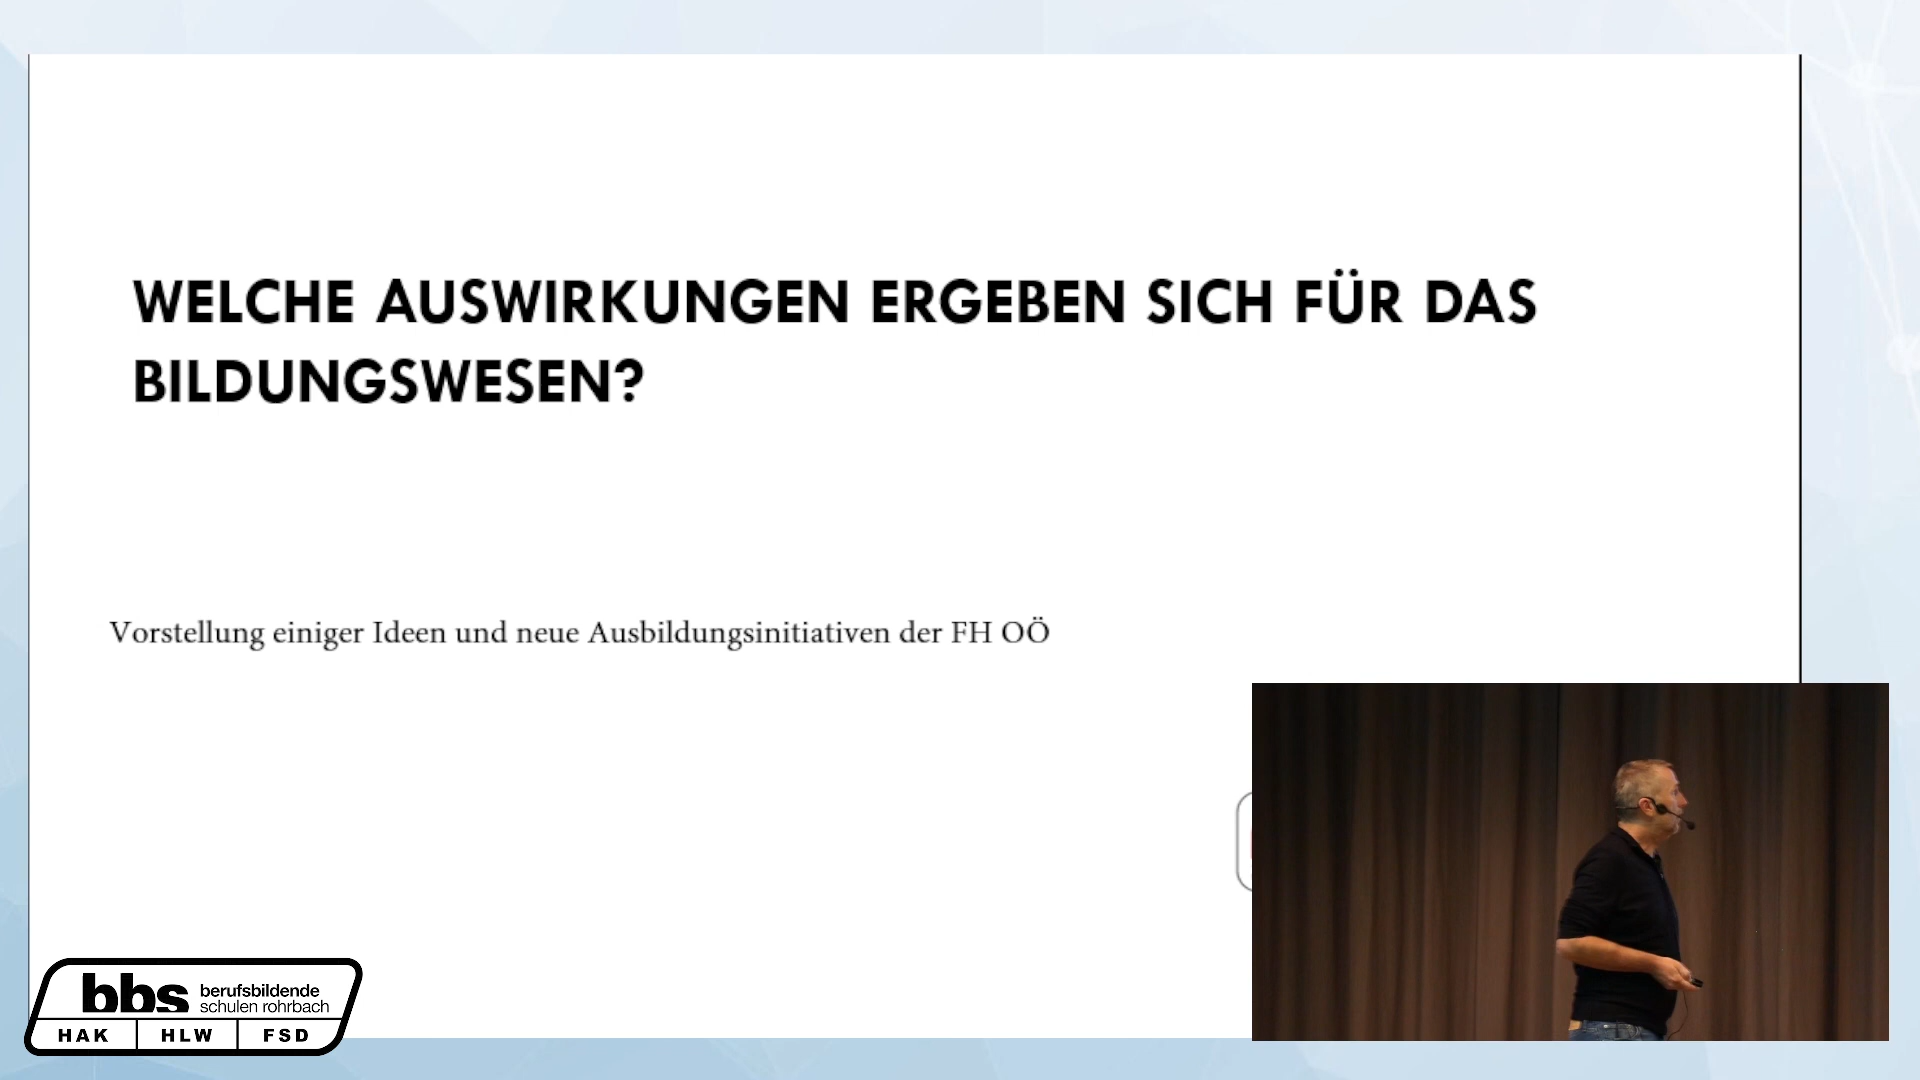 WELCHE AUSWIRKUNGEN ERGEBEN SICH FÜR DAS
BILDUNGSWESEN?
Vorstellung einiger Ideen und neue Ausbildungsinitiativen der FH OÖ
bbs berufsbildende
schulen rohrbach
HAK HLW FSD